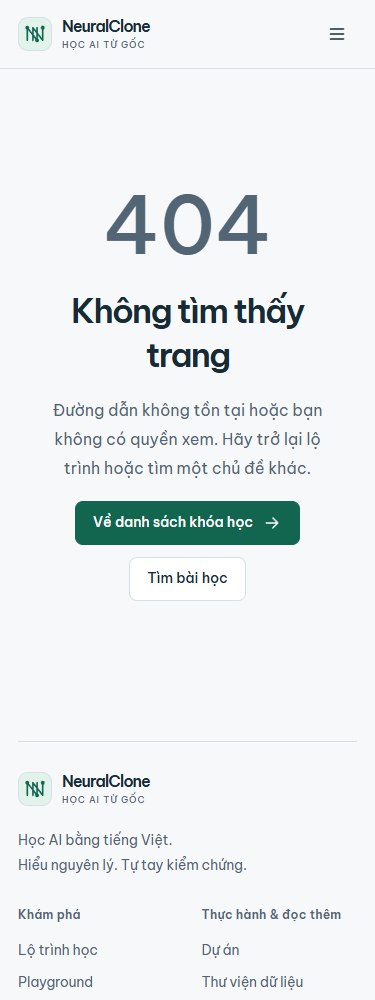 NeuralClone
HỌC AI TỪ GỐC
404
Không tìm thấy
trang
Đường dẫn không tồn tại hoặc bạn
không có quyền xem. Hãy trở lại lộ
trình hoặc tìm một chủ đề khác.
Về danh sách khóa học →
Tìm bài học
NeuralClone
HỌC AI TỪ GỐC
Học AI bằng tiếng Việt.
Hiểu nguyên lý. Tự tay kiểm chứng.
Khám phá
Thực hành & đọc thêm
Lộ trình học
Dự án
Playground
Thư viện dữ liệu